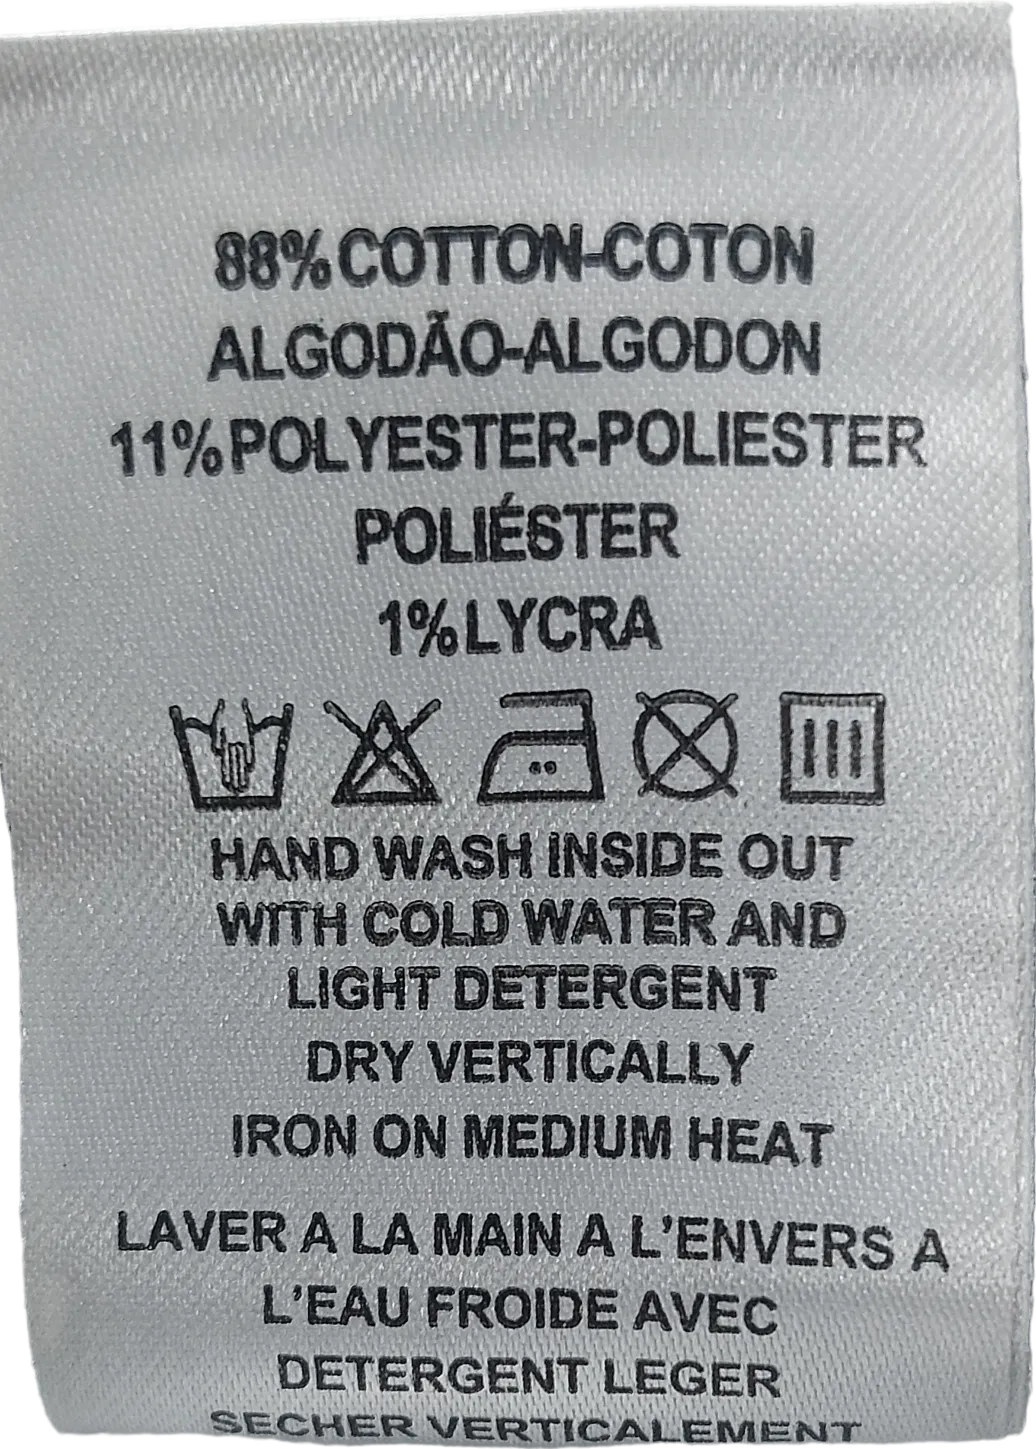 88% COTTON-COTON
ALGODÃO-ALGODON
11% POLYESTER-POLIESTER
POLIÉSTER
1% LYCRA
HAND WASH INSIDE OUT
WITH COLD WATER AND
LIGHT DETERGENT
DRY VERTICALLY
IRON ON MEDIUM HEAT
LAVER A LA MAIN A L'ENVERS A
L'EAU FROIDE AVEC
DETERGENT LEGER
SECHER VERTICALEMENT